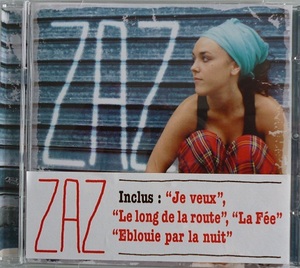 ZAZ
ZAZ
Inclus : “Je veux”,
“Le long de la route”, “La Fée”
“Eblouie par la nuit”